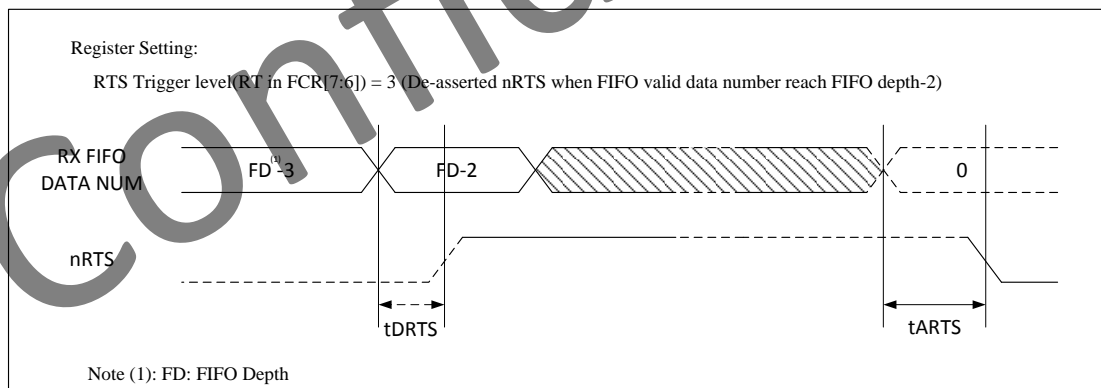 Register Setting:
RTS Trigger level(RT in FCR[7:6]) = 3 (De-asserted nRTS when FIFO valid data number reach FIFO depth-2)
RX FIFO
DATA NUM
FD⁽¹⁾-3
FD-2
0
nRTS
tDRTS
tARTS
Note (1): FD: FIFO Depth